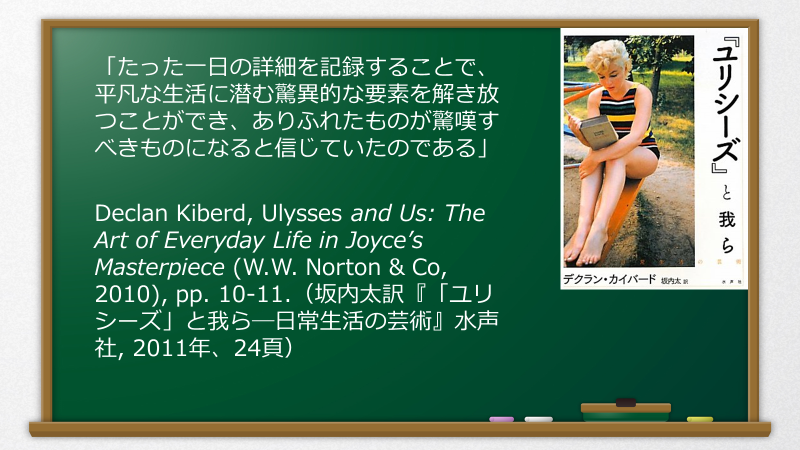 「たった一日の詳細を記録することで、
平凡な生活に潜む驚異的な要素を解き放
つことができ、ありふれたものが驚嘆す
べきものになると信じていたのである」
Declan Kiberd, Ulysses and Us: The
Art of Everyday Life in Joyce’s
Masterpiece (W.W. Norton & Co,
2010), pp. 10-11.（坂内太訳『「ユリ
シーズ」と我ら―日常生活の芸術』水声
社, 2011年、24頁）
『ユリシーズ』と我ら
デクラン・カイバード 坂内太 訳
水声社